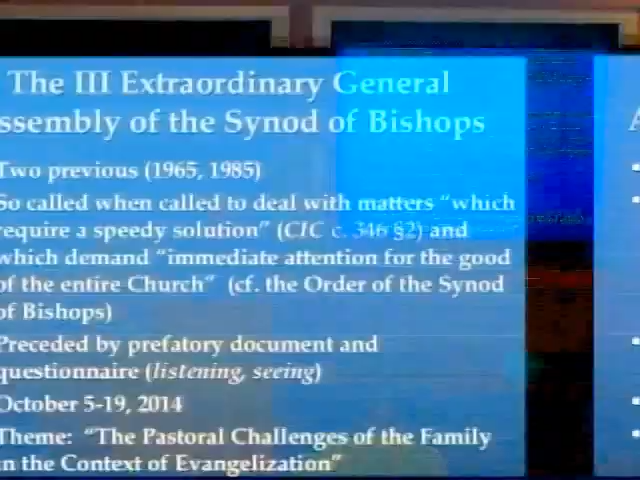 The III Extraordinary General
ssembly of the Synod of Bishops
Two previous (1965, 1985)
So called when called to deal with matters “which
require a speedy solution” (CIC c. 346 §2) and
which demand “immediate attention for the good
of the entire Church” (cf. the Order of the Synod
of Bishops)
Preceded by prefatory document and
questionnaire (listening, seeing)
October 5-19, 2014
Theme: “The Pastoral Challenges of the Family
in the Context of Evangelization”
A